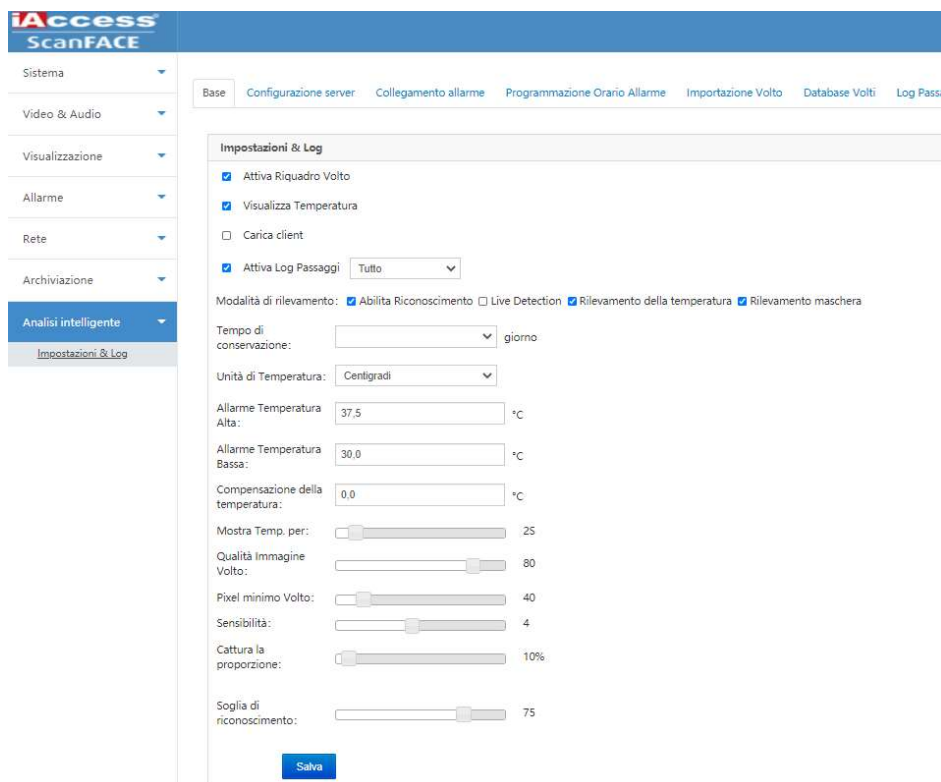 iAccess
ScanFACE
Sistema
Video & Audio
Visualizzazione
Allarme
Rete
Archiviazione
Analisi intelligente
Impostazioni & Log
Base Configurazione server Collegamento allarme Programmazione Orario Allarme Importazione Volto Database Volti Log Pass
Impostazioni & Log
Attiva Riquadro Volto
Visualizza Temperatura
Carica client
Attiva Log Passaggi Tutto
Modalità di rilevamento: Abilita Riconoscimento Live Detection Rilevamento della temperatura Rilevamento maschera
Tempo di
conservazione: giorno
Unità di Temperatura: Centigradi
Allarme Temperatura
Alta: 37,5 °C
Allarme Temperatura
Bassa: 30,0 °C
Compensazione della
temperatura: 0,0 °C
Mostra Temp. per: 25
Qualità Immagine
Volto: 80
Pixel minimo Volto: 40
Sensibilità: 4
Cattura la
proporzione: 10%
Soglia di
riconoscimento: 75
Salva